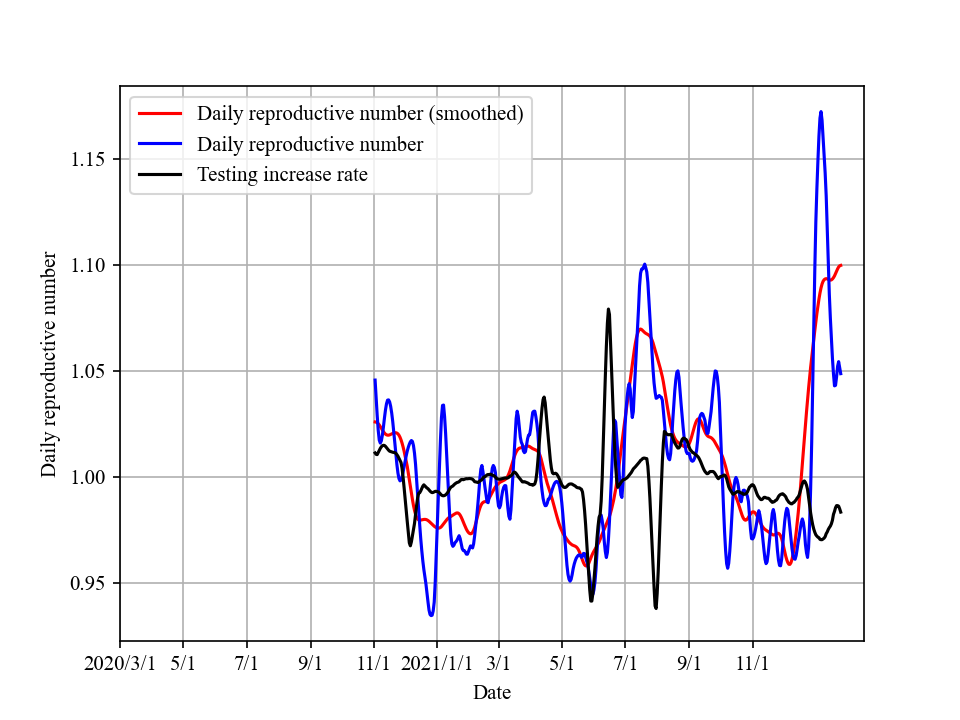 Daily reproductive number (smoothed)
Daily reproductive number
Testing increase rate
Daily reproductive number
1.15
1.10
1.05
1.00
0.95
2020/3/1 5/1 7/1 9/1 11/1 2021/1/1 3/1 5/1 7/1 9/1 11/1
Date